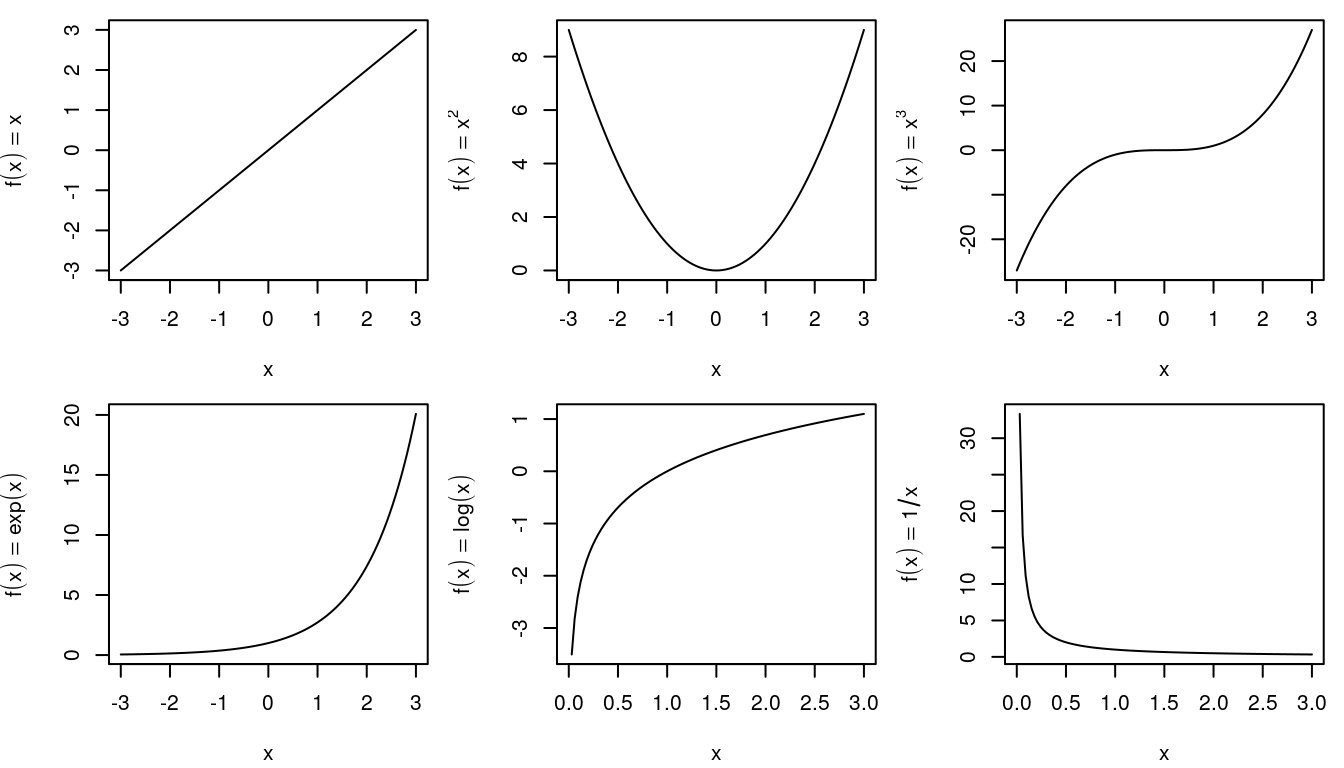 f(x) = x
3
2
1
0
-1
-2
-3
-3 -2 -1 0 1 2 3
x
f(x) = x²
8
6
4
2
0
-3 -2 -1 0 1 2 3
x
f(x) = x³
20
10
0
-20
-3 -2 -1 0 1 2 3
x
f(x) = exp(x)
20
15
10
5
0
-3 -2 -1 0 1 2 3
x
f(x) = log(x)
1
0
-1
-2
-3
0.0 0.5 1.0 1.5 2.0 2.5 3.0
x
f(x) = 1/x
30
20
10
5
0
0.0 0.5 1.0 1.5 2.0 2.5 3.0
x